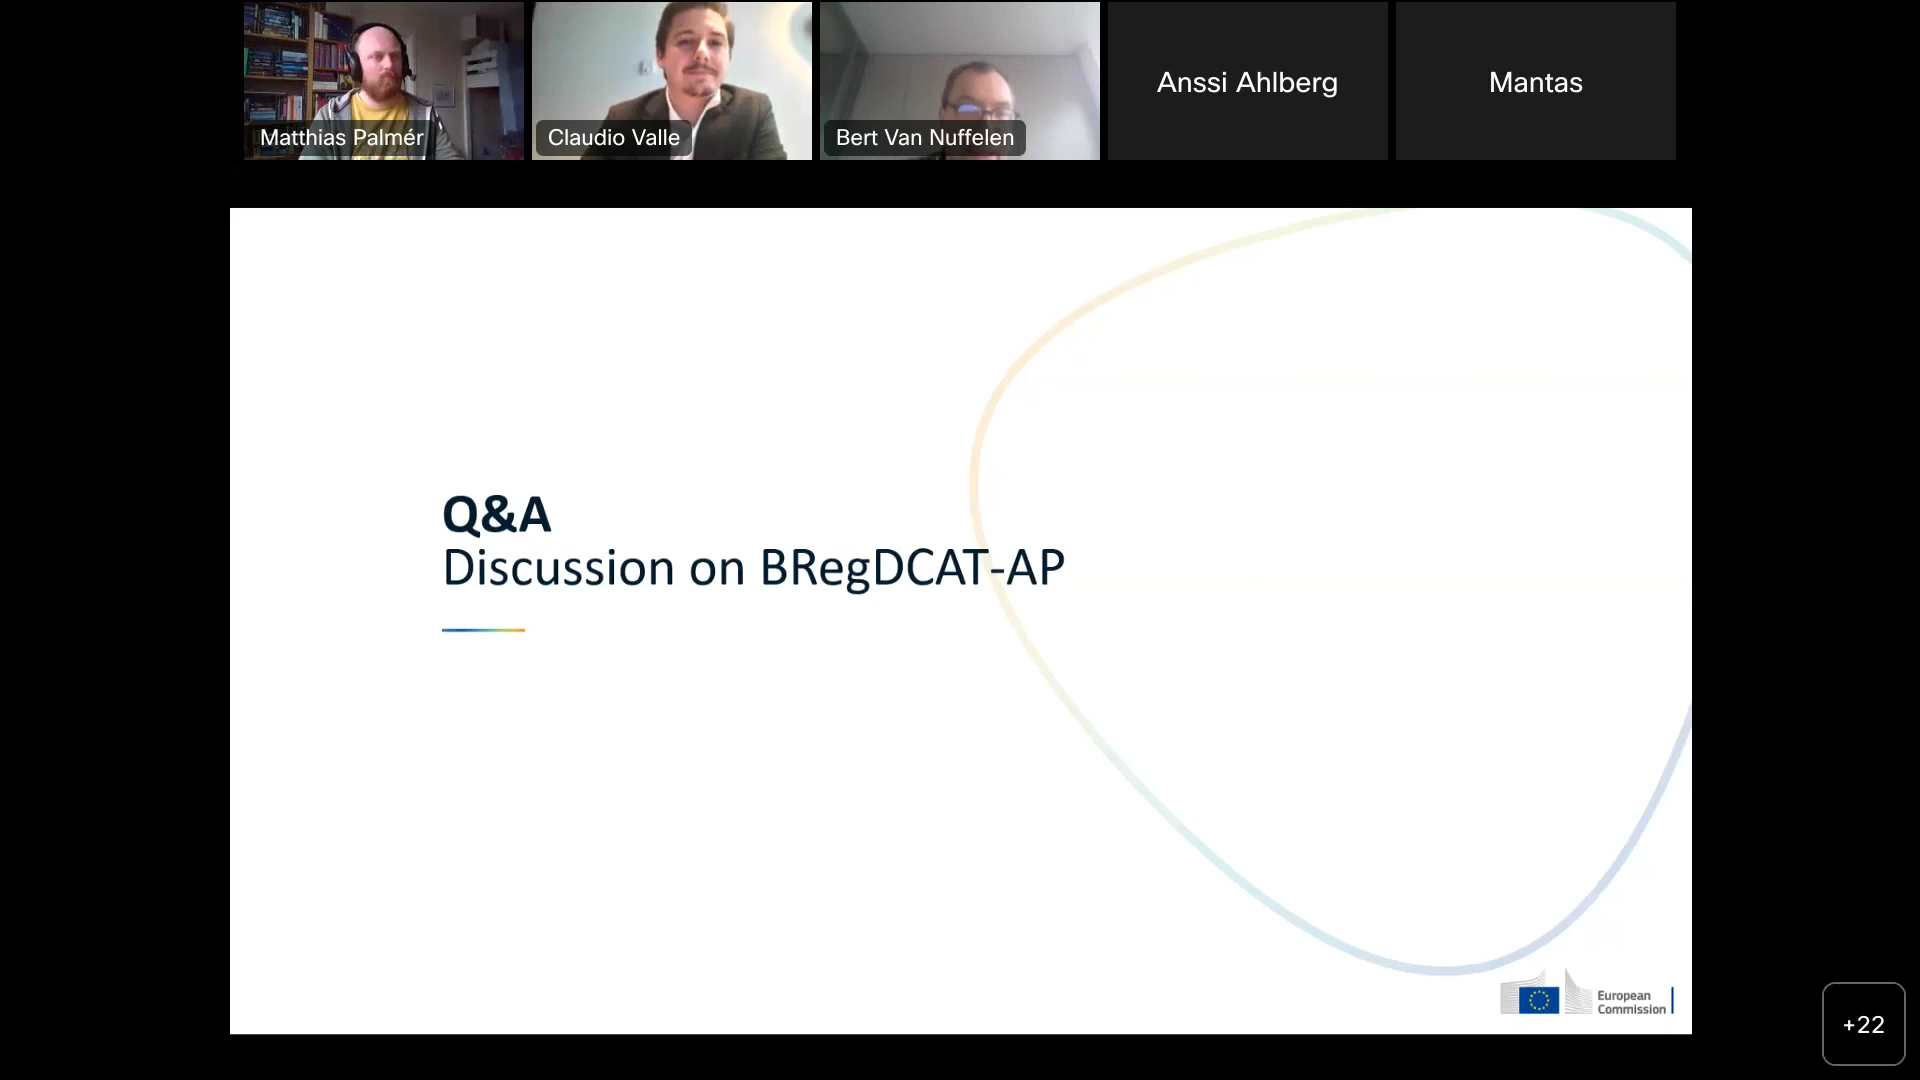 Matthias Palmér
Claudio Valle
Bert Van Nuffelen
Anssi Ahlberg
Mantas
Q&A
Discussion on BRegDCAT-AP
European
Commission
+22